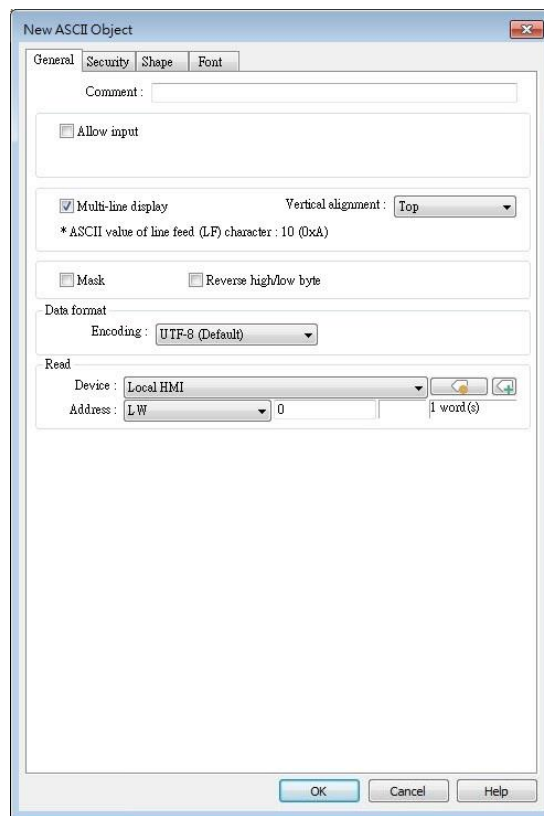 New ASCII Object
General Security Shape Font
Comment :
Allow input
Multi-line display Vertical alignment : Top
* ASCII value of line feed (LF) character : 10 (0xA)
Mask Reverse high/low byte
Data format
Encoding : UTF-8 (Default)
Read
Device : Local HMI
Address : LW 0 1 word(s)
OK Cancel Help